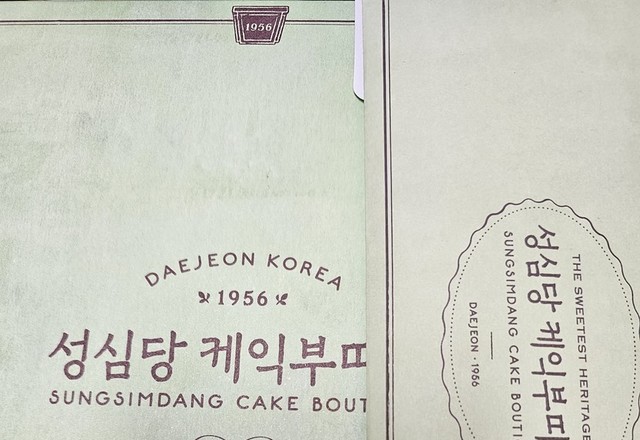 1956
DAEJEON KOREA
1956
성심당 케익부띠
SUNGSIMDANG CAKE BOUT
THE SWEETEST HERITAGE
성심당 케익부띠
SUNGSIMDANG CAKE BOUTI
DAEJEON · 1956